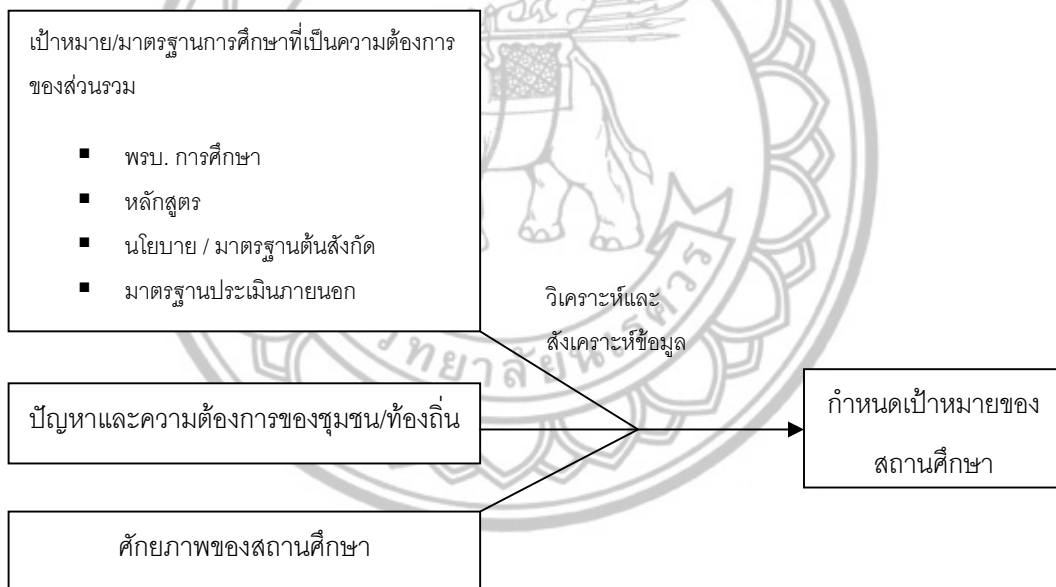 เป้าหมาย/มาตรฐานการศึกษาที่เป็นความต้องการ
ของส่วนรวม
▪ พรบ. การศึกษา
▪ หลักสูตร
▪ นโยบาย / มาตรฐานต้นสังกัด
▪ มาตรฐานประเมินภายนอก
วิเคราะห์และ
สังเคราะห์ข้อมูล
ปัญหาและความต้องการของชุมชน/ท้องถิ่น
กำหนดเป้าหมายของ
สถานศึกษา
ศักยภาพของสถานศึกษา